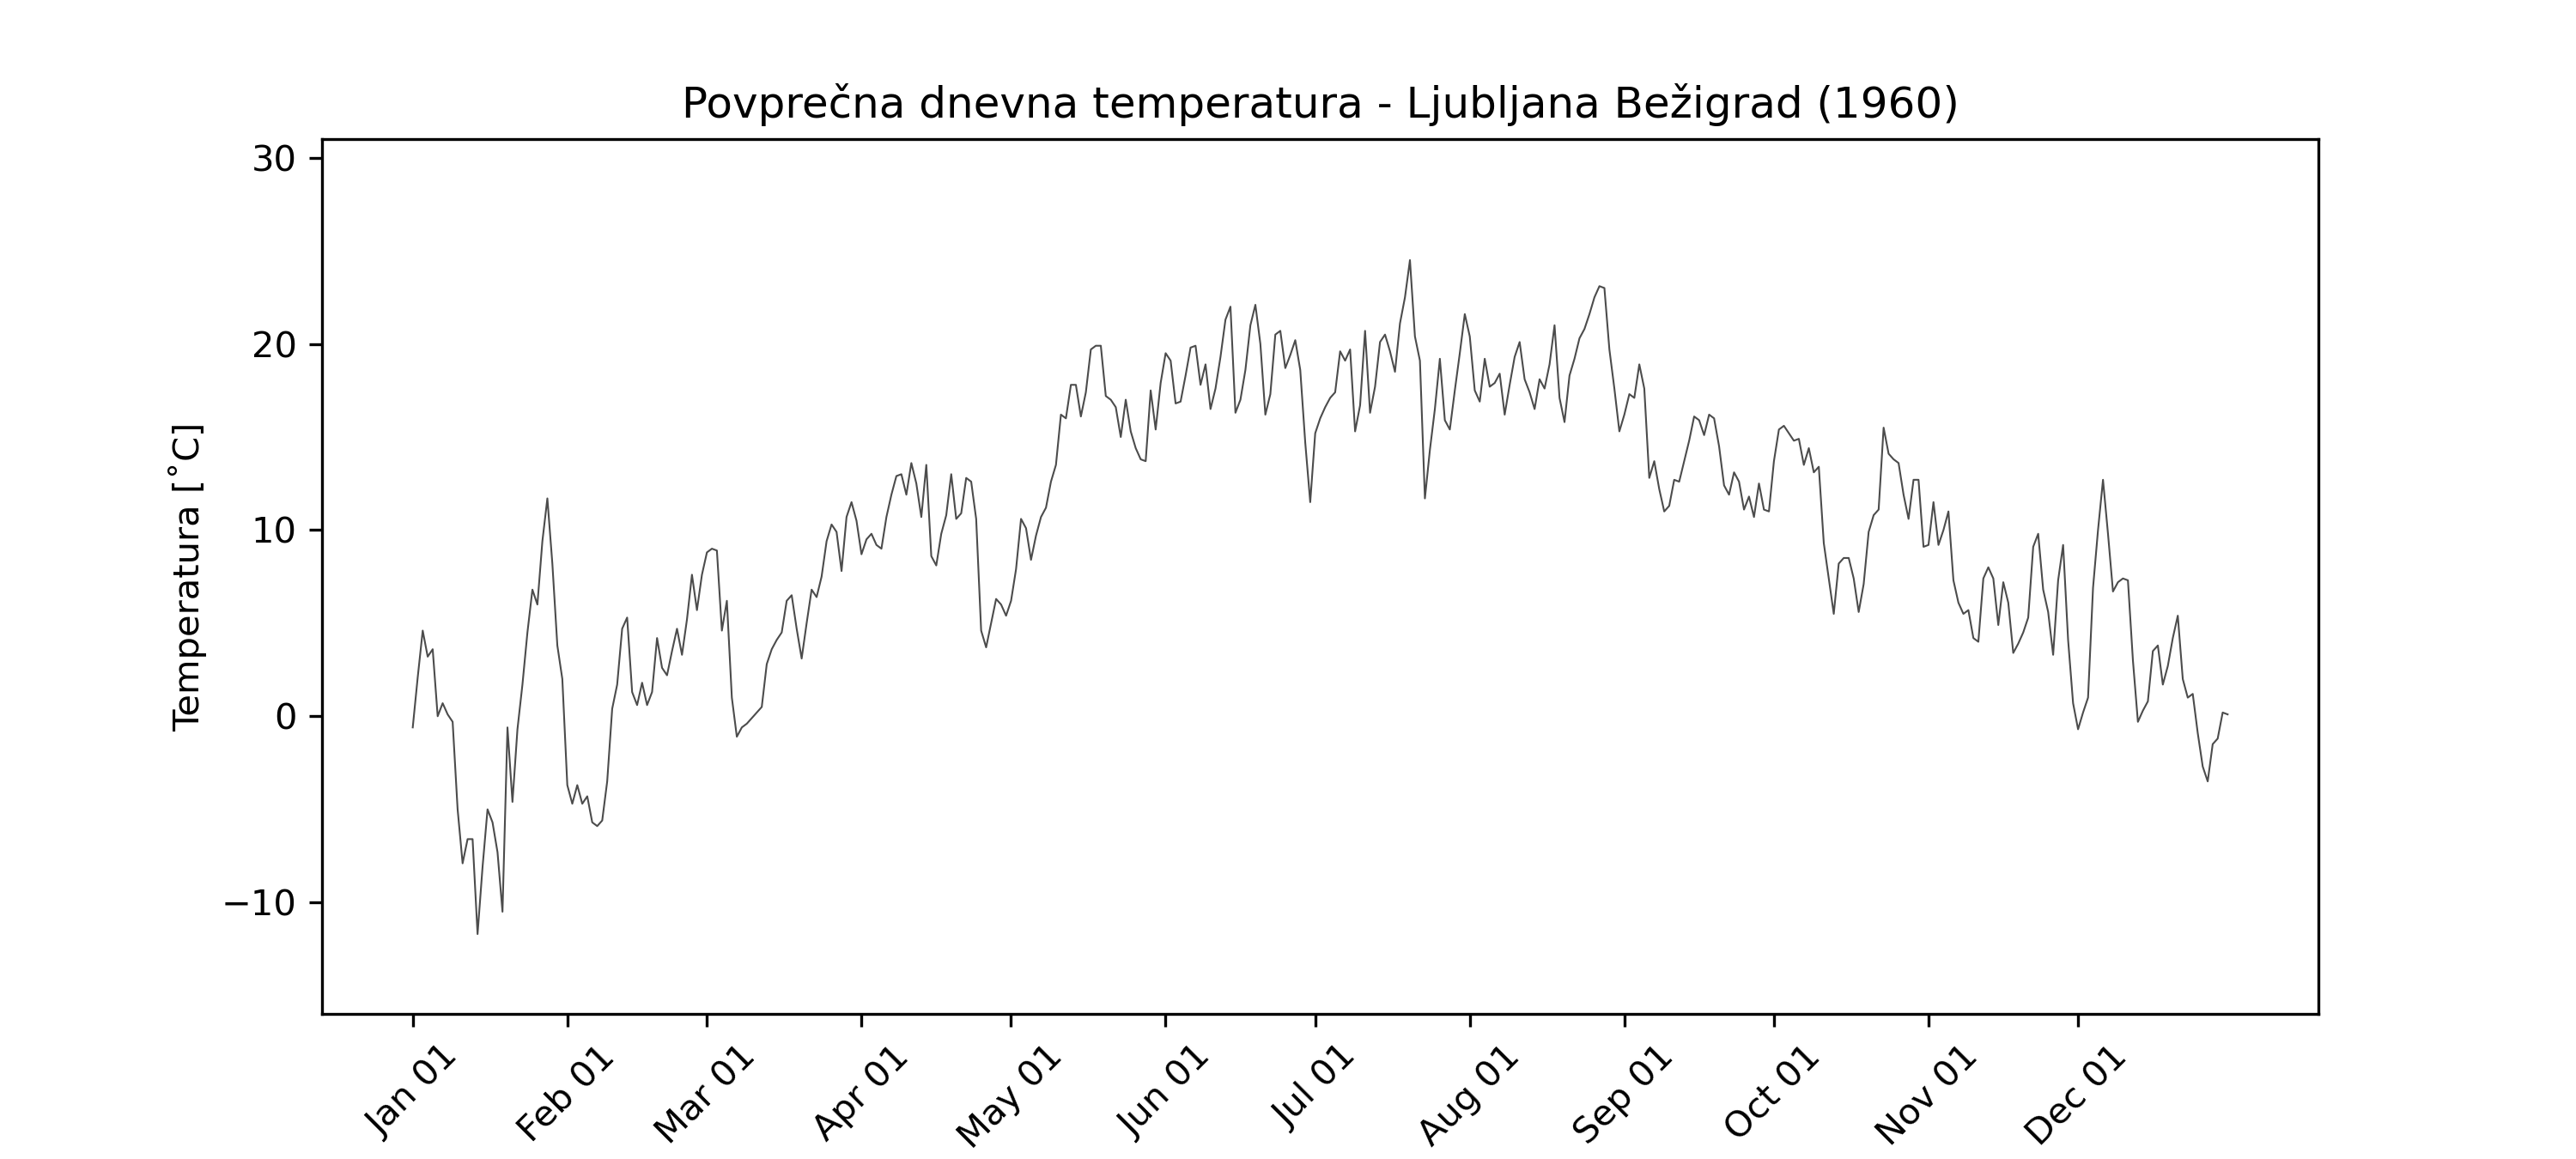 Povprečna dnevna temperatura - Ljubljana Bežigrad (1960)
Temperatura [˚C]
30
20
10
0
−10
Jan 01
Feb 01
Mar 01
Apr 01
May 01
Jun 01
Jul 01
Aug 01
Sep 01
Oct 01
Nov 01
Dec 01